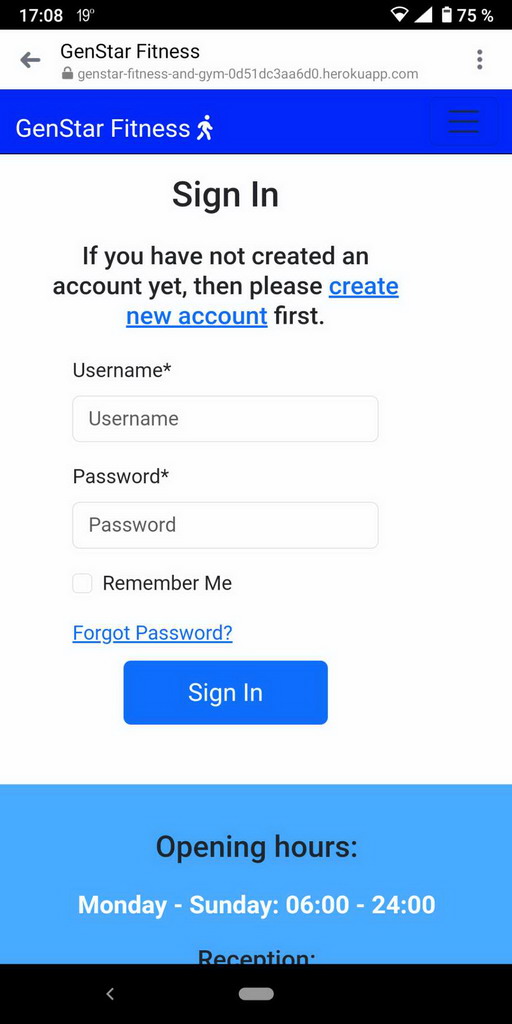 17:08 19° 75 %
GenStar Fitness
genstar-fitness-and-gym-0d51dc3aa6d0.herokuapp.com
GenStar Fitness
Sign In
If you have not created an
account yet, then please create
new account first.
Username*
Username
Password*
Password
Remember Me
Forgot Password?
Sign In
Opening hours:
Monday - Sunday: 06:00 - 24:00
Reception: